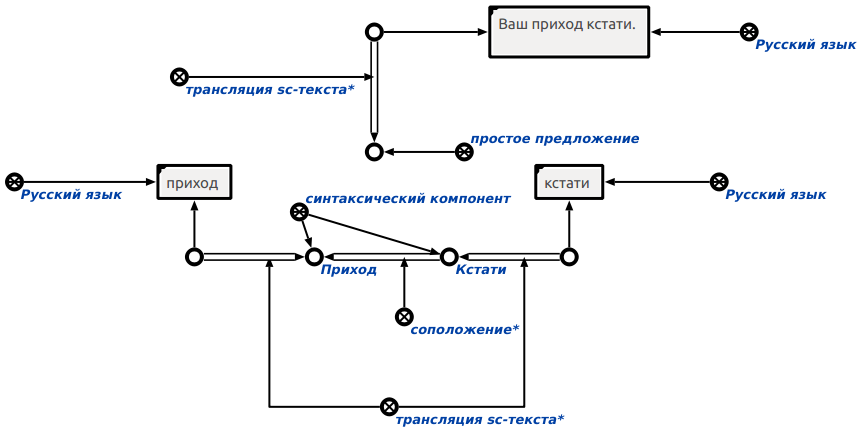 Ваш приход кстати.
Русский язык
трансляция sc-текста*
простое предложение
приход
Русский язык
кстати
Русский язык
синтаксический компонент
Приход
Кстати
соположение*
трансляция sc-текста*